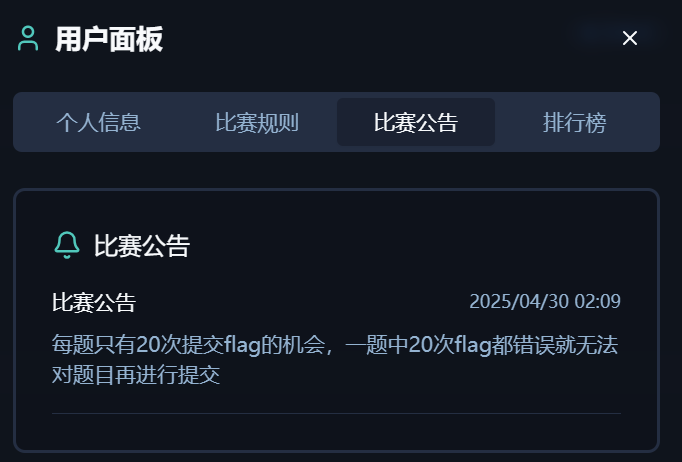 用户面板
个人信息 比赛规则 比赛公告 排行榜
比赛公告
比赛公告 2025/04/30 02:09
每题只有20次提交flag的机会，一题中20次flag都错误就无法
对题目再进行提交